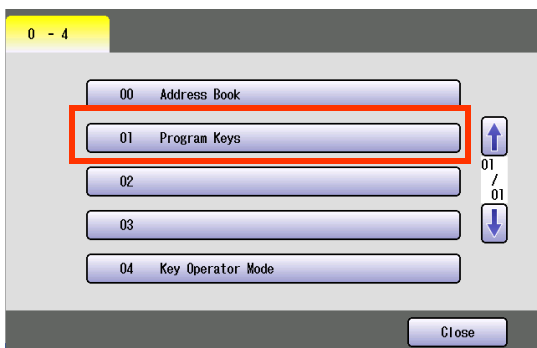 0 - 4
00 Address Book
01 Program Keys
02
03
04 Key Operator Mode
01
/
01
Close